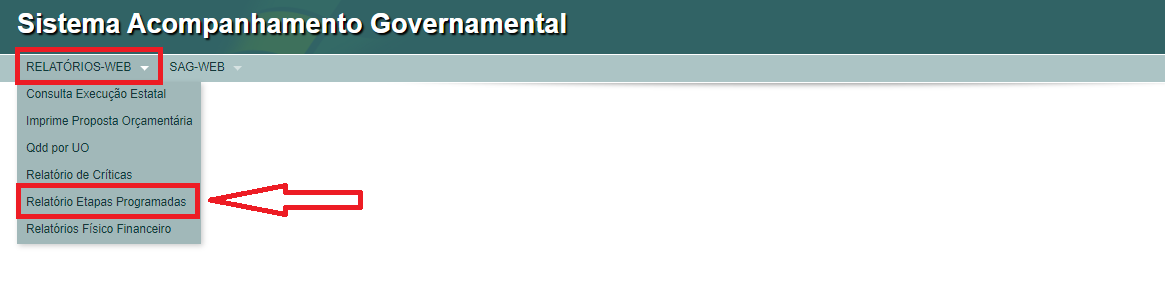 Sistema Acompanhamento Governamental
RELATÓRIOS-WEB SAG-WEB
Consulta Execução Estatal
Imprime Proposta Orçamentária
Qdd por UO
Relatório de Críticas
Relatório Etapas Programadas
Relatórios Físico Financeiro